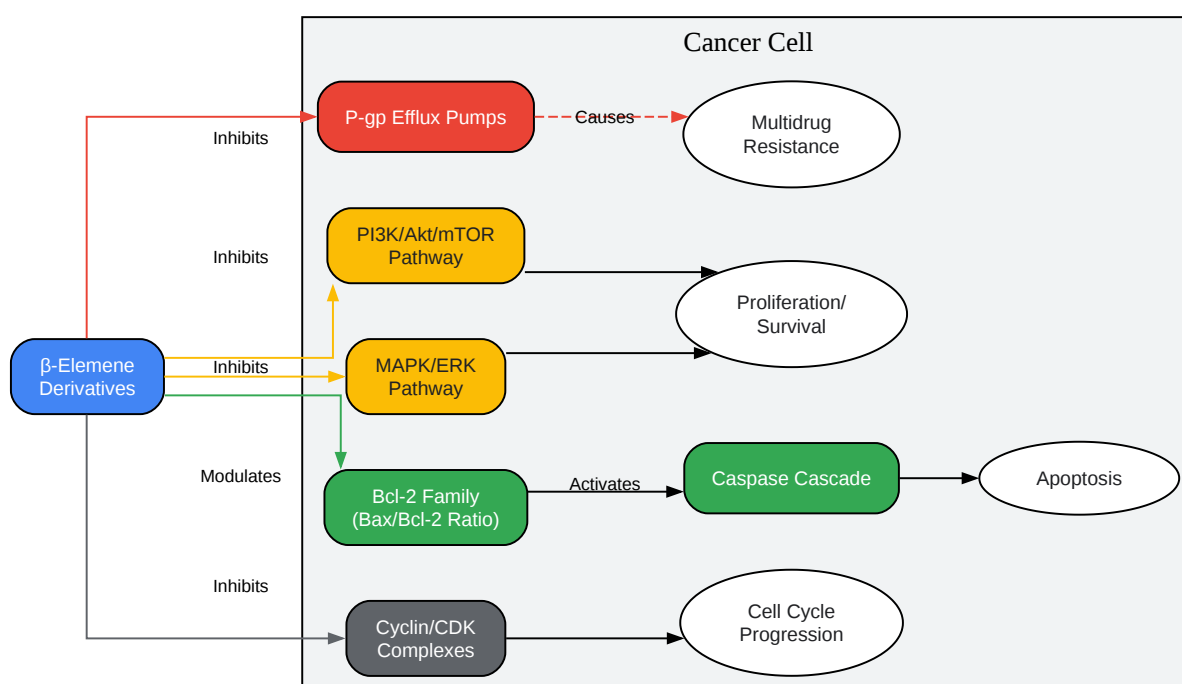 Cancer Cell
P-gp Efflux Pumps
Causes
Multidrug
Resistance
Inhibits
PI3K/Akt/mTOR
Pathway
Inhibits
Proliferation/
Survival
β-Elemene
Derivatives
Inhibits
MAPK/ERK
Pathway
Modulates
Bcl-2 Family
(Bax/Bcl-2 Ratio)
Activates
Caspase Cascade
Apoptosis
Inhibits
Cyclin/CDK
Complexes
Cell Cycle
Progression